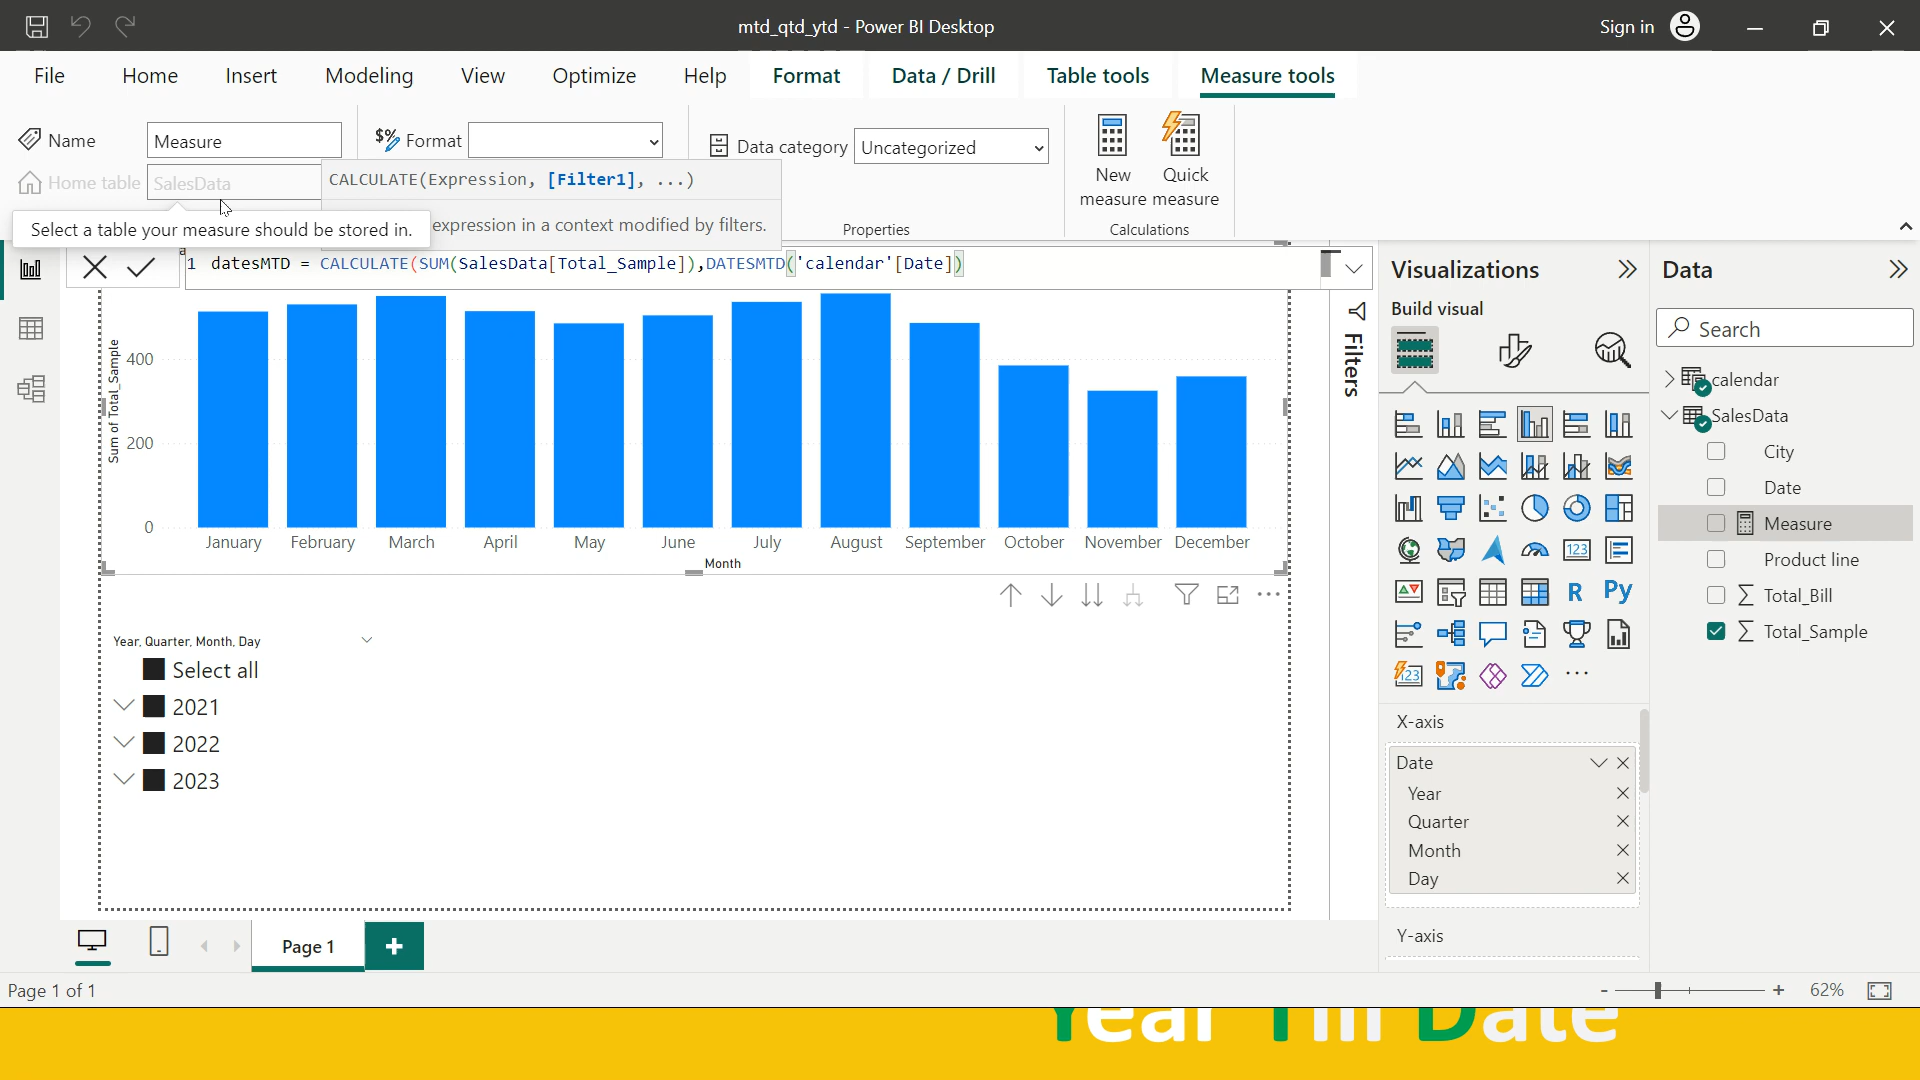 mtd_qtd_ytd - Power BI Desktop
Sign in
File Home Insert Modeling View Optimize Help Format Data / Drill Table tools Measure tools
Name Measure
$% Format
Data category Uncategorized
New measure
Quick measure
Home table SalesData
CALCULATE(Expression, [Filter1], ...)
Select a table your measure should be stored in.
expression in a context modified by filters.
Properties
Calculations
1 datesMTD = CALCULATE(SUM(SalesData[Total_Sample]),DATESMTD('calendar'[Date])
Sum of Total_Sample
400
200
0
January February March April May June July August September October November December
Month
Year, Quarter, Month, Day
Select all
2021
2022
2023
Filters
Visualizations
Build visual
123
R
Py
123
X-axis
Date
Year
Quarter
Month
Day
Y-axis
Data
Search
calendar
SalesData
City
Date
Measure
Product line
Total_Bill
Total_Sample
Page 1
Page 1 of 1
62%
Year Till Date